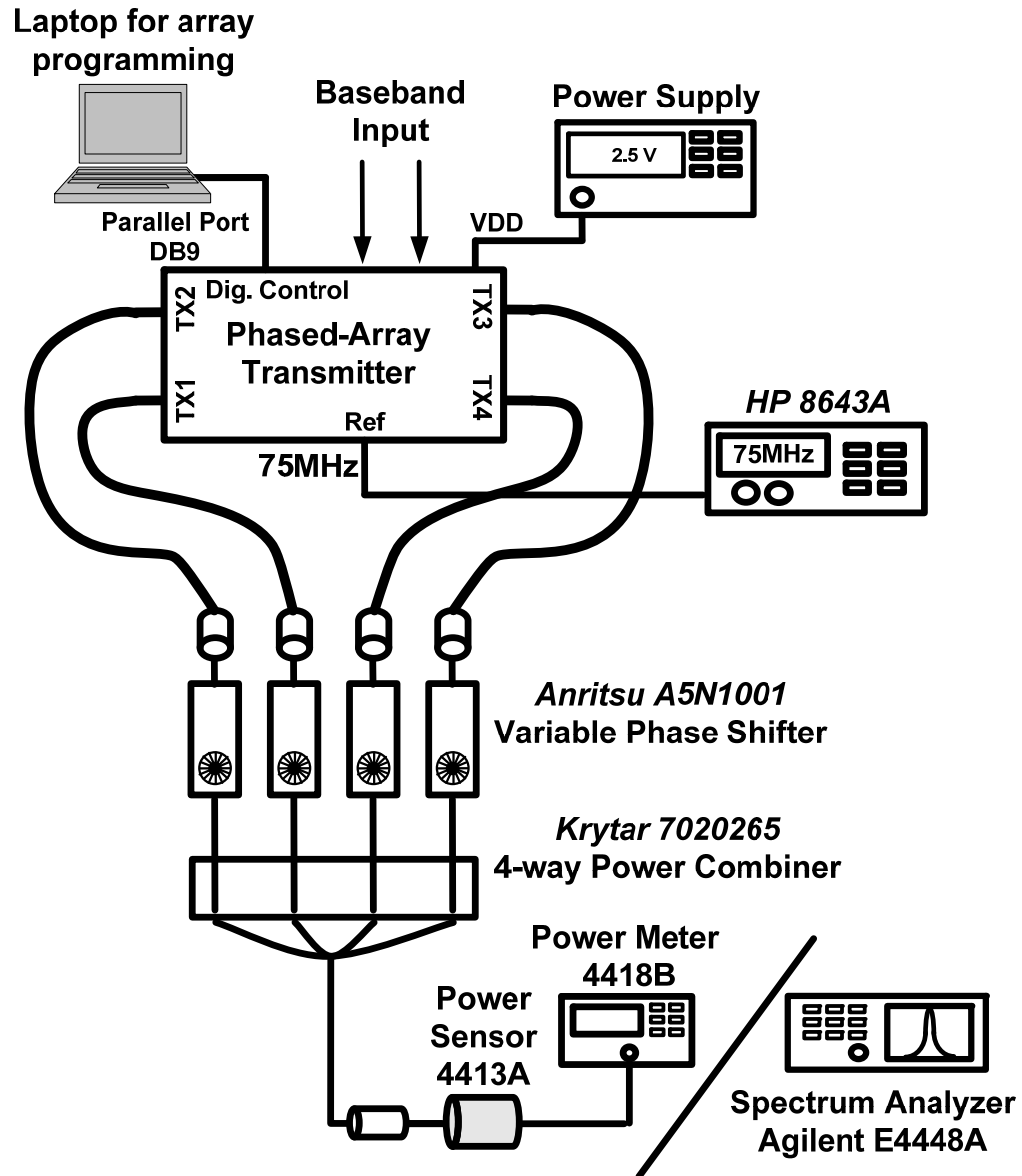 Laptop for array
programming
Baseband
Input
Power Supply
2.5 V
Parallel Port
DB9
VDD
TX2
Dig. Control
TX3
Phased-Array
Transmitter
TX1
TX4
Ref
75MHz
HP 8643A
75MHz
Anritsu A5N1001
Variable Phase Shifter
Krytar 7020265
4-way Power Combiner
Power Meter
4418B
Power
Sensor
4413A
Spectrum Analyzer
Agilent E4448A